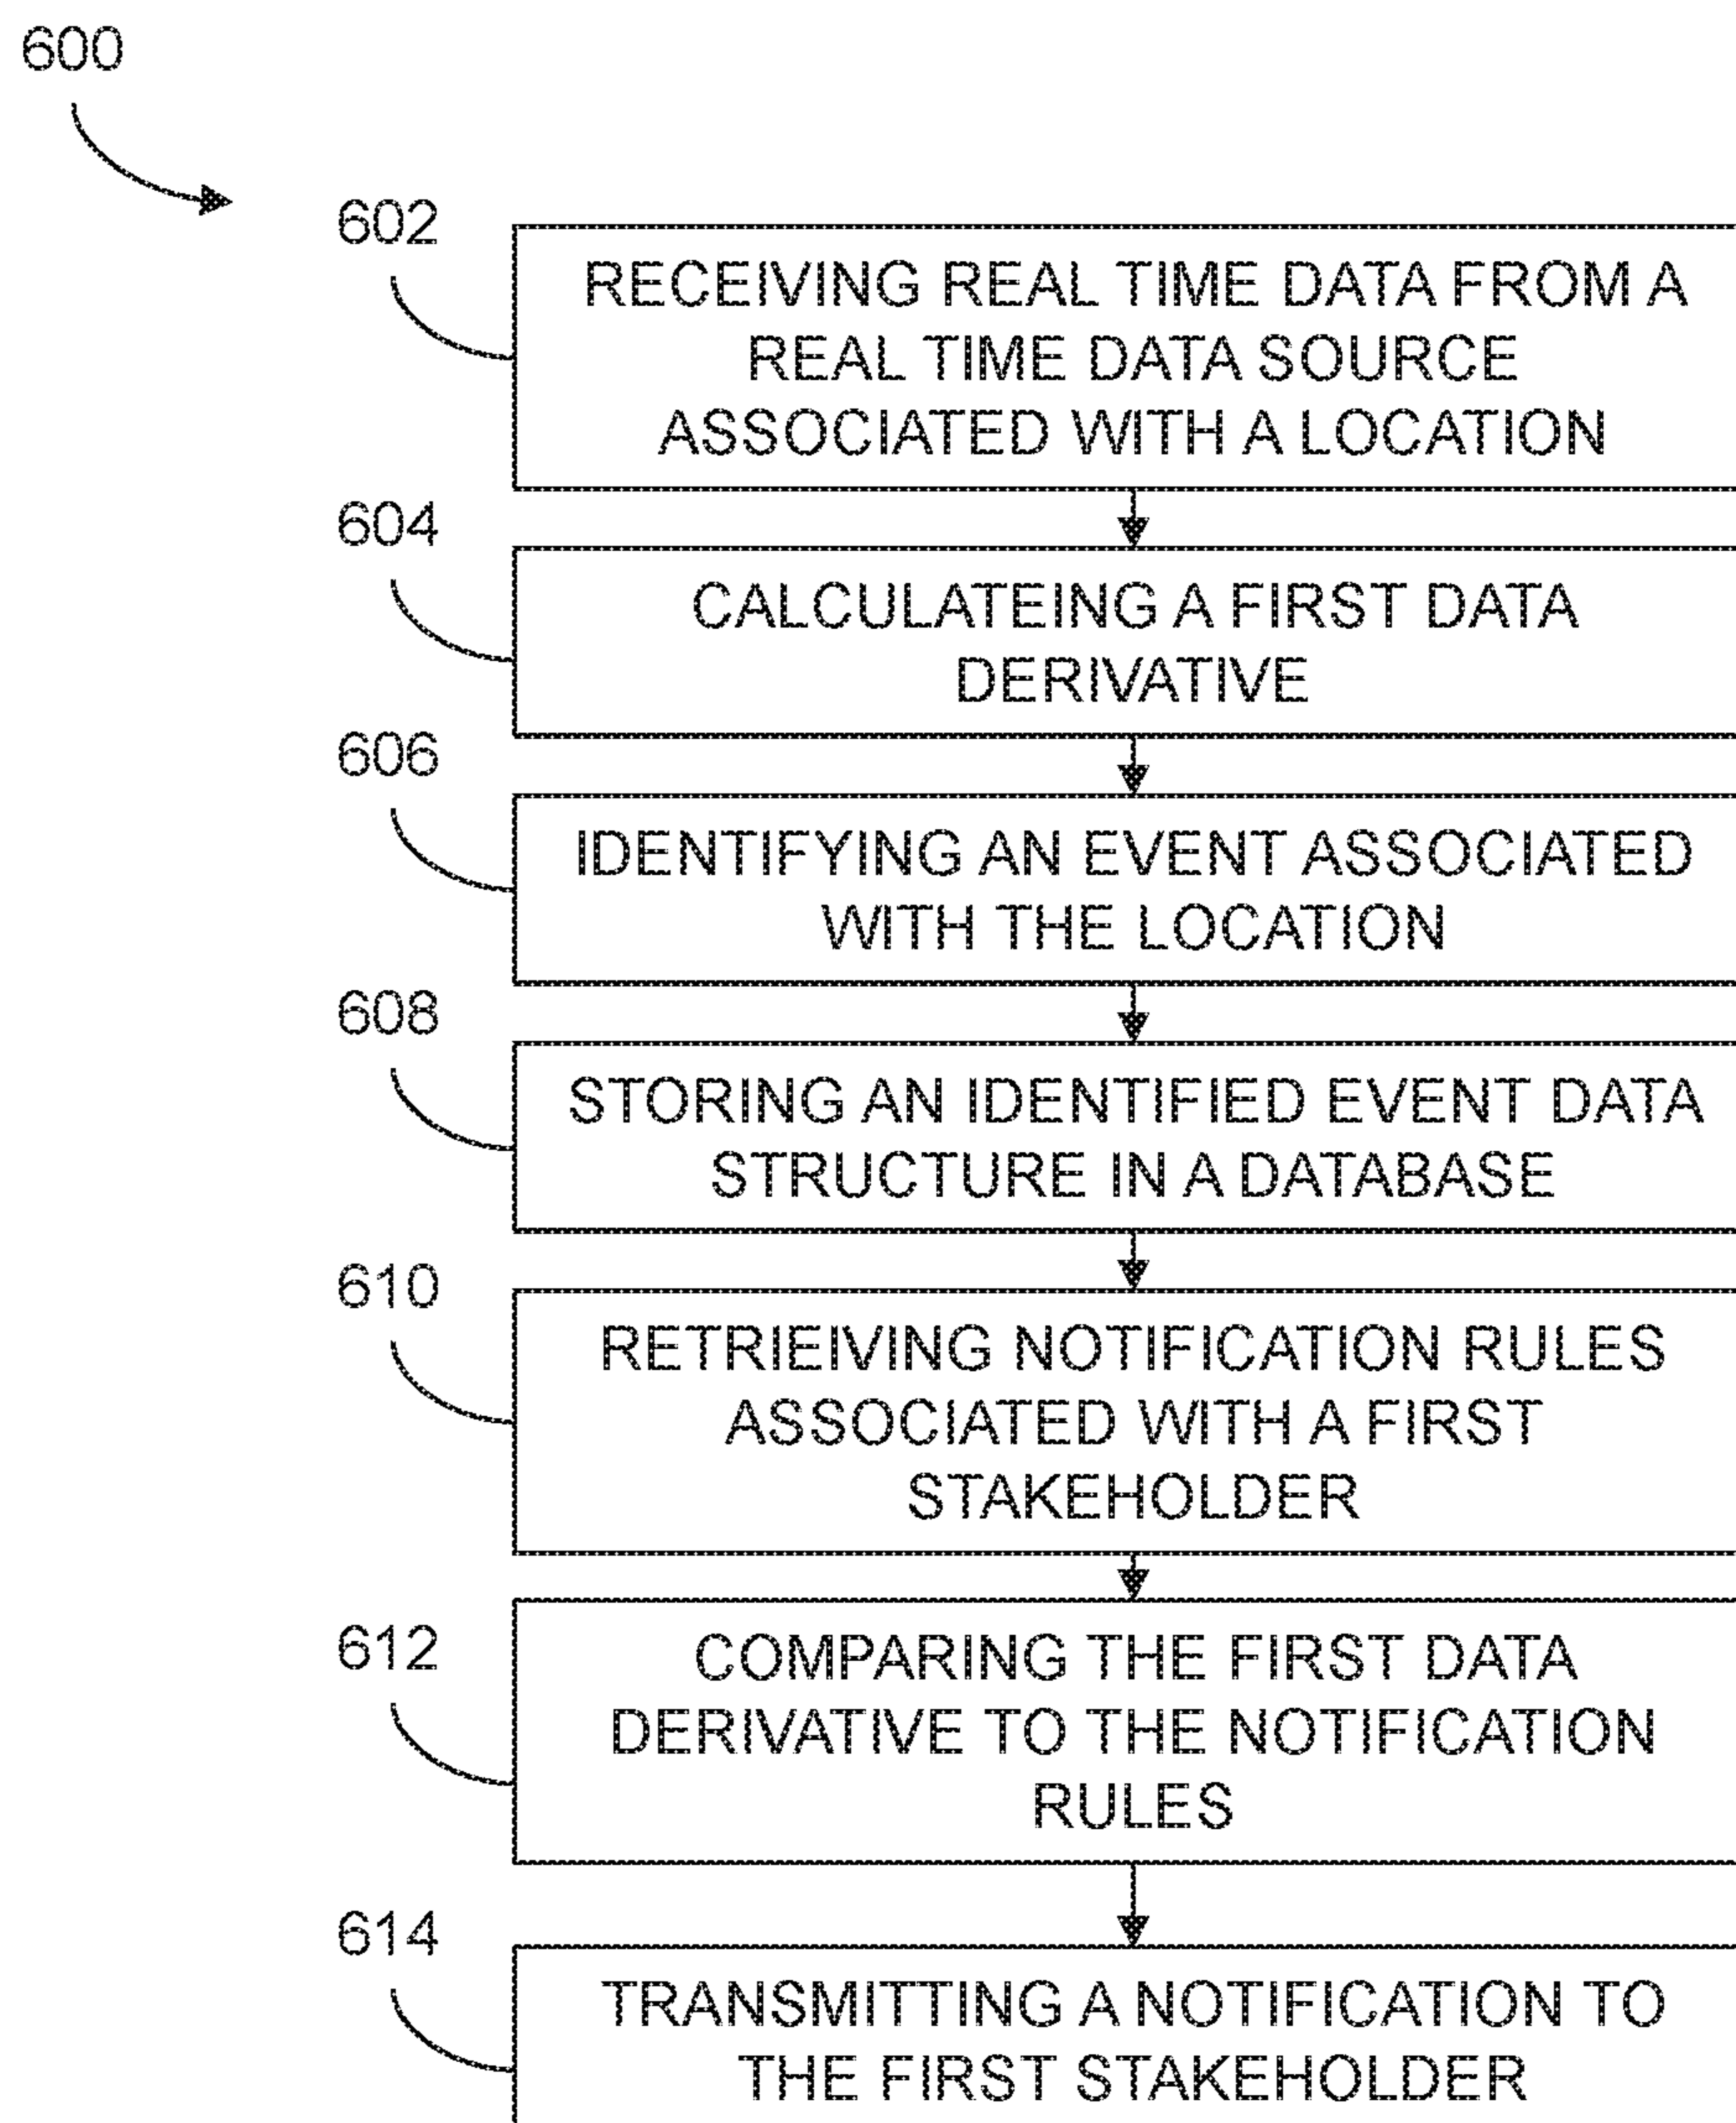 600
602
RECEIVING REAL TIME DATA FROM A
REAL TIME DATA SOURCE
ASSOCIATED WITH A LOCATION
604
CALCULATEING A FIRST DATA
DERIVATIVE
606
IDENTIFYING AN EVENT ASSOCIATED
WITH THE LOCATION
608
STORING AN IDENTIFIED EVENT DATA
STRUCTURE IN A DATABASE
610
RETRIEIVING NOTIFICATION RULES
ASSOCIATED WITH A FIRST
STAKEHOLDER
612
COMPARING THE FIRST DATA
DERIVATIVE TO THE NOTIFICATION
RULES
614
TRANSMITTING A NOTIFICATION TO
THE FIRST STAKEHOLDER